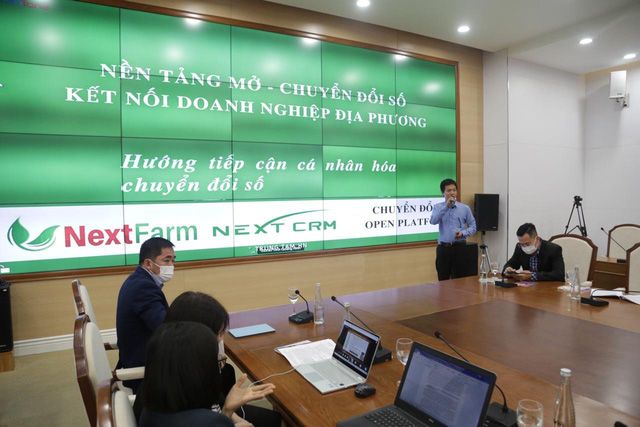 NỀN TẢNG MỞ - CHUYỂN ĐỔI SỐ
KẾT NỐI DOANH NGHIỆP ĐỊA PHƯƠNG
Hướng tiếp cận cá nhân hóa
chuyển đổi số
NextFarm
NEXT CRM
CHUYỂN ĐỔI
OPEN PLATF